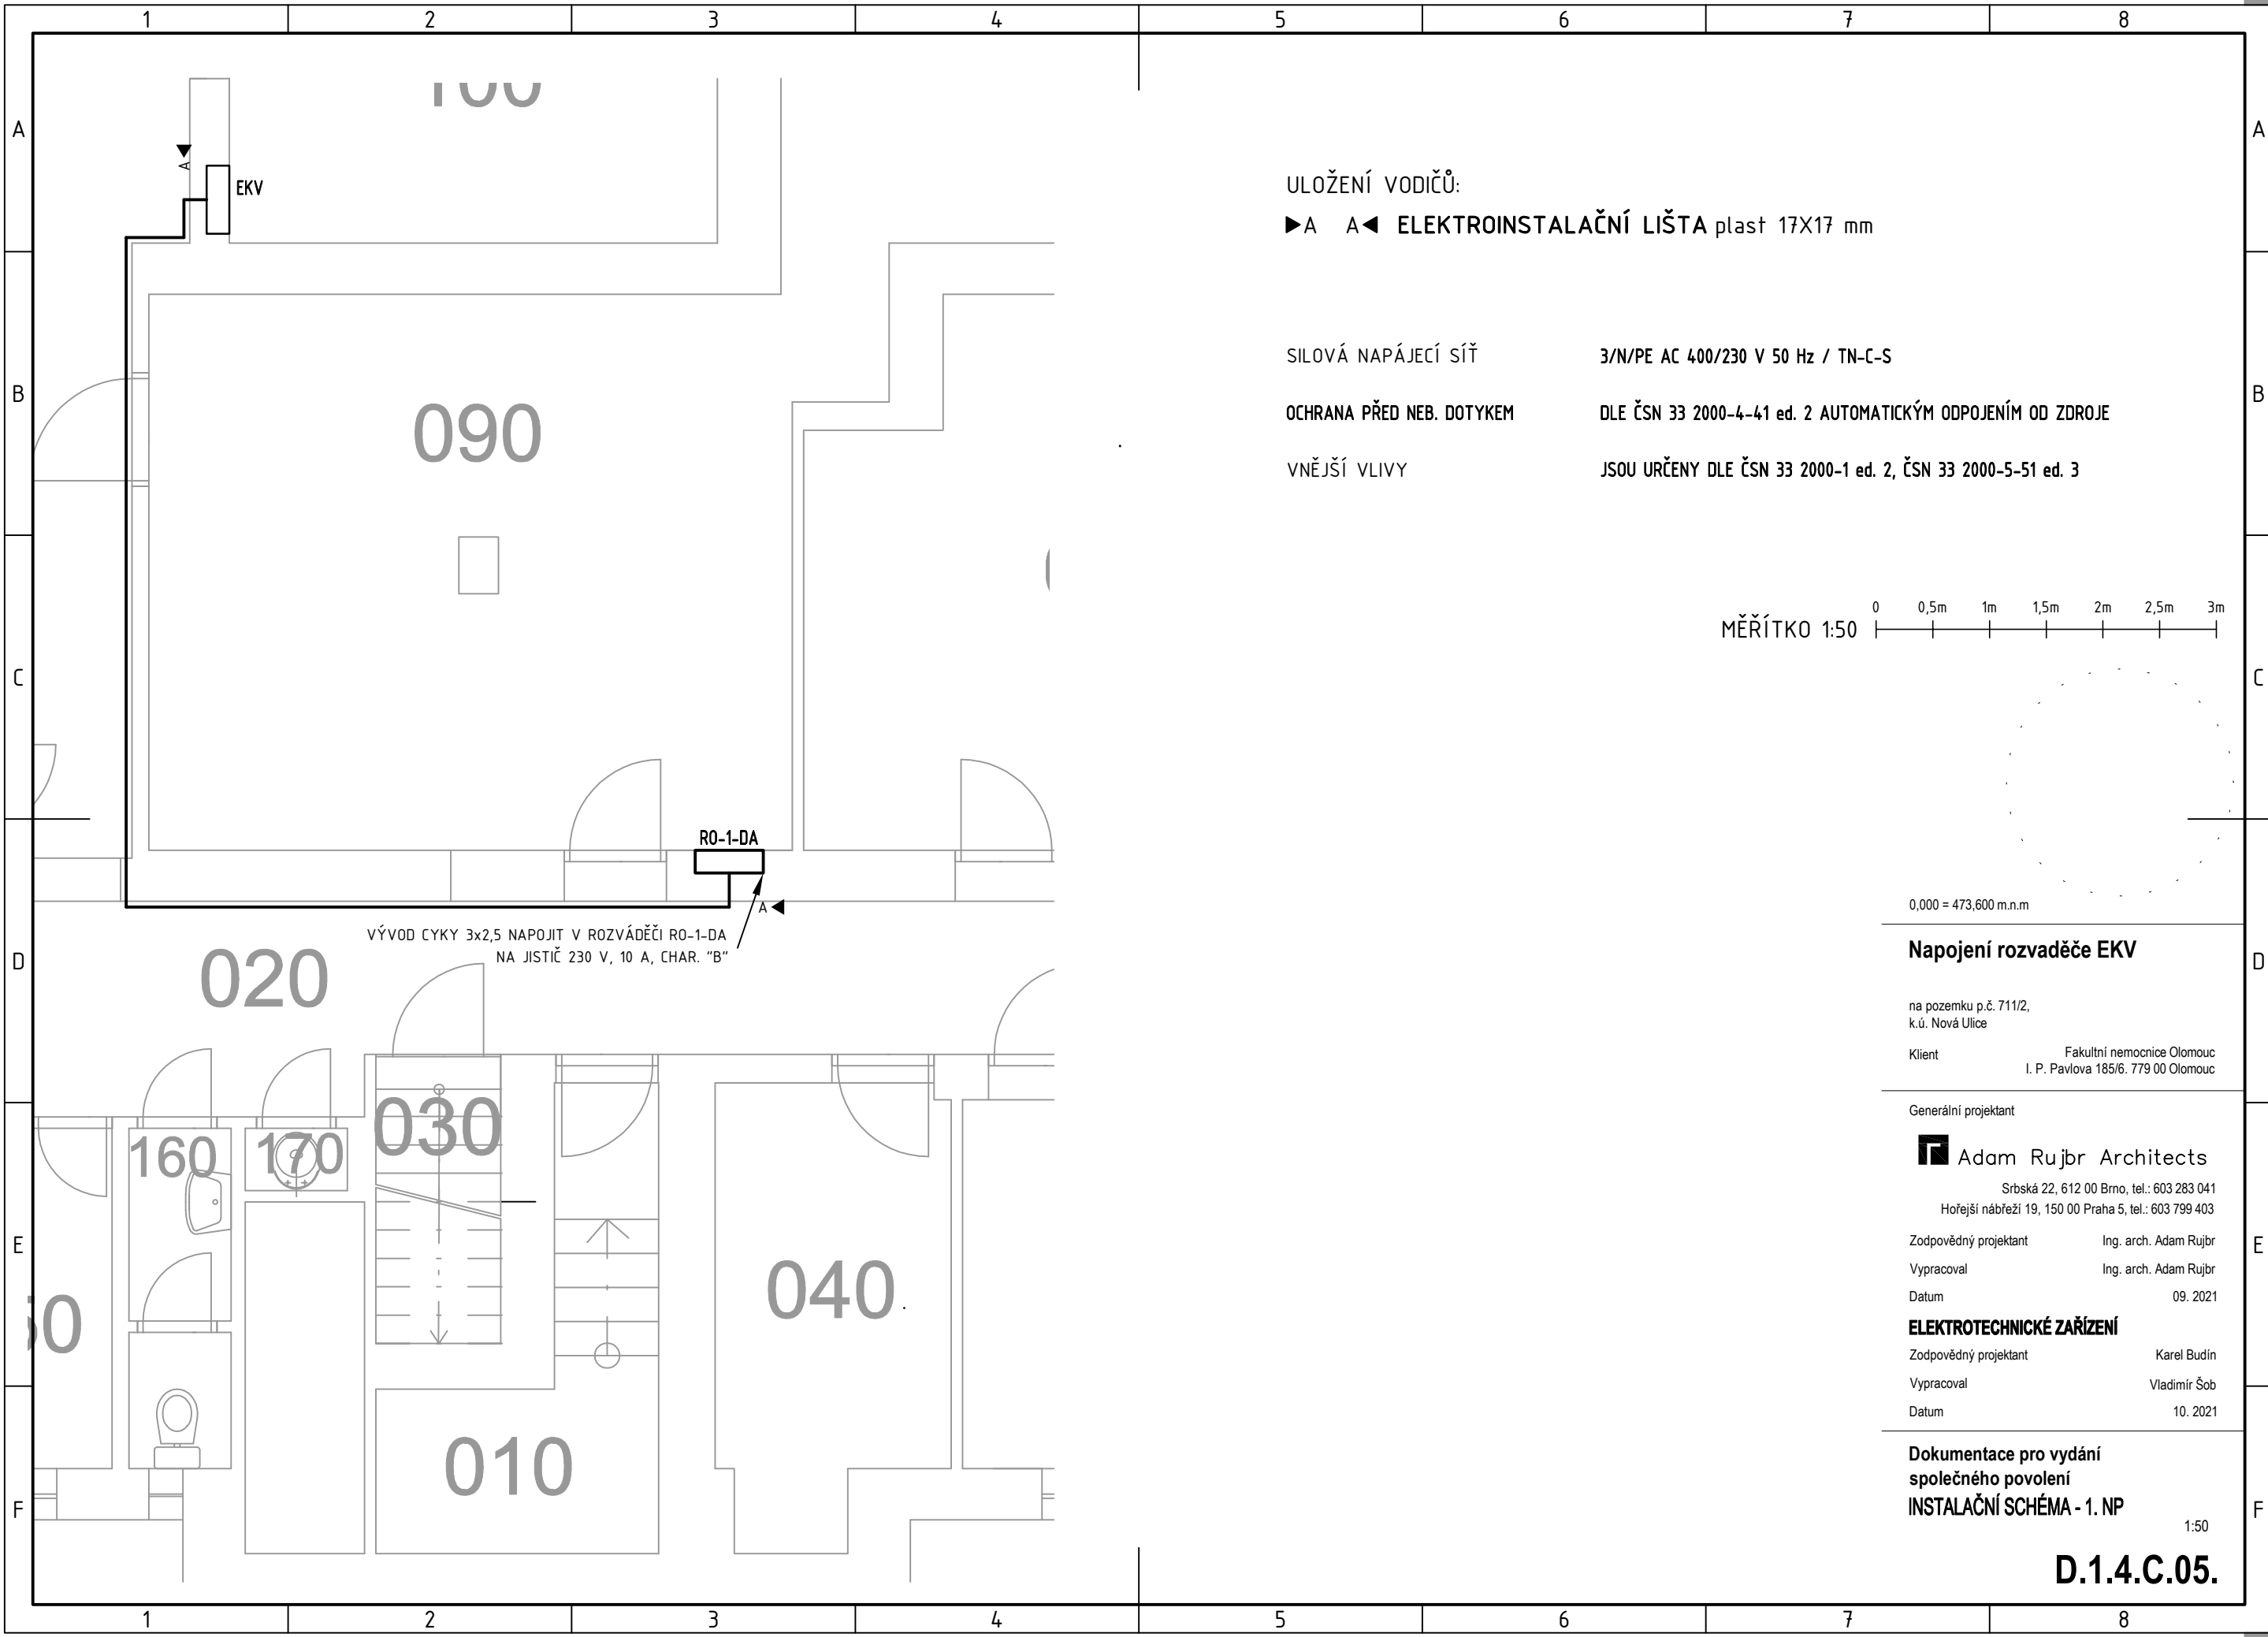 1 2 3 4 5 6 7 8
A
B
C
D
E
F
A
B
C
D
E
F
100
A
EKV
090
RO-1-DA
A
VÝVOD CYKY 3x2,5 NAPOJIT V ROZVÁDĚČI RO-1-DA
NA JISTIČ 230 V, 10 A, CHAR. "B"
020
030
160
170
040
010
ULOŽENÍ VODIČŮ:
A A ELEKTROINSTALAČNÍ LIŠTA plast 17X17 mm
SILOVÁ NAPÁJECÍ SÍŤ 3/N/PE AC 400/230 V 50 Hz / TN-C-S
OCHRANA PŘED NEB. DOTYKEM DLE ČSN 33 2000-4-41 ed. 2 AUTOMATICKÝM ODPOJENÍM OD ZDROJE
VNĚJŠÍ VLIVY JSOU URČENY DLE ČSN 33 2000-1 ed. 2, ČSN 33 2000-5-51 ed. 3
0 0,5m 1m 1,5m 2m 2,5m 3m
MĚŘÍTKO 1:50
0,000 = 473,600 m.n.m
Napojení rozvaděče EKV
na pozemku p.č. 711/2,
k.ú. Nová Ulice
Klient Fakultní nemocnice Olomouc
I. P. Pavlova 185/6. 779 00 Olomouc
Generální projektant
Adam Rujbr Architects
Srbská 22, 612 00 Brno, tel.: 603 283 041
Hořejší nábřeží 19, 150 00 Praha 5, tel.: 603 799 403
Zodpovědný projektant Ing. arch. Adam Rujbr
Vypracoval Ing. arch. Adam Rujbr
Datum 09. 2021
ELEKTROTECHNICKÉ ZAŘÍZENÍ
Zodpovědný projektant Karel Budín
Vypracoval Vladimír Šob
Datum 10. 2021
Dokumentace pro vydání
společného povolení
INSTALAČNÍ SCHÉMA - 1. NP
1:50
D.1.4.C.05.
1 2 3 4 5 6 7 8